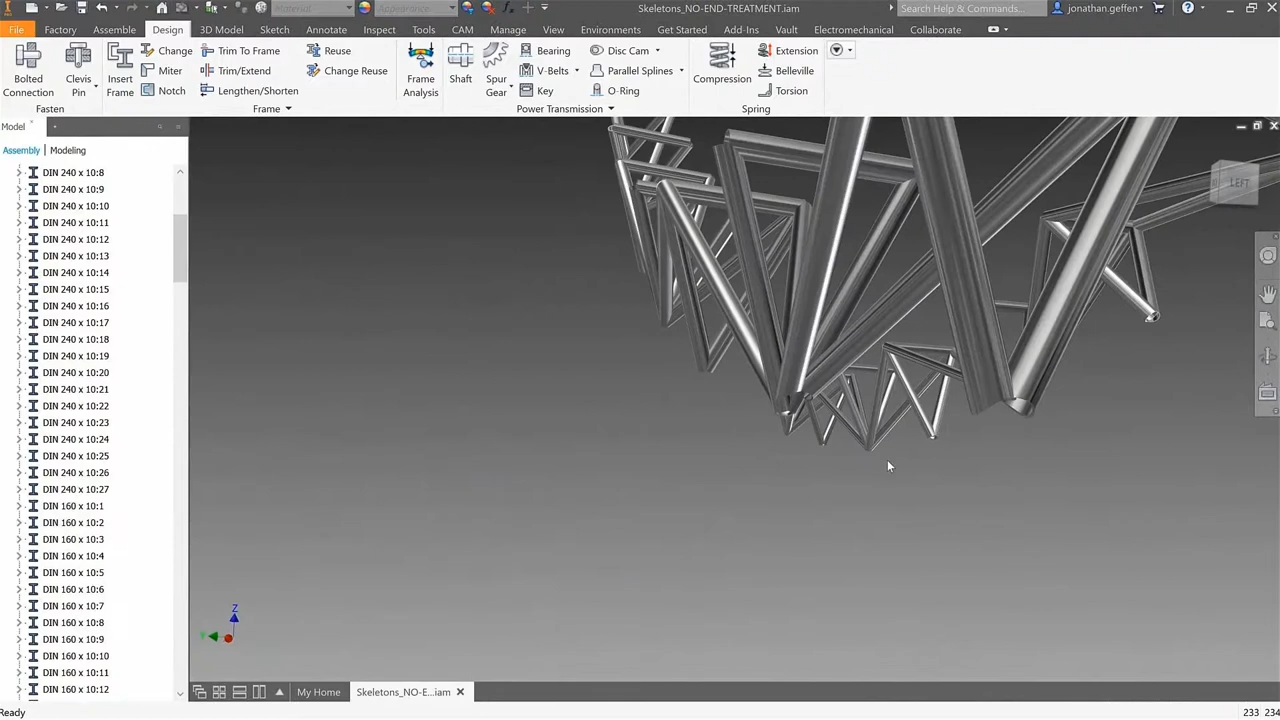 Material
Appearance
Skeletons_NO-END-TREATMENT.iam
Search Help & Commands...
jonathan.geffen
File
Factory
Assemble
Design
3D Model
Sketch
Annotate
Inspect
Tools
CAM
Manage
View
Environments
Get Started
Add-Ins
Vault
Electromechanical
Collaborate
Bolted Connection
Clevis Pin
Fasten
Insert Frame
Change
Miter
Notch
Trim To Frame
Trim/Extend
Lengthen/Shorten
Reuse
Change Reuse
Frame
Frame Analysis
Shaft
Spur Gear
Bearing
V-Belts
Key
Disc Cam
Parallel Splines
O-Ring
Power Transmission
Compression
Extension
Belleville
Torsion
Spring
Model
Assembly | Modeling
DIN 240 x 10:8
DIN 240 x 10:9
DIN 240 x 10:10
DIN 240 x 10:11
DIN 240 x 10:12
DIN 240 x 10:13
DIN 240 x 10:14
DIN 240 x 10:15
DIN 240 x 10:16
DIN 240 x 10:17
DIN 240 x 10:18
DIN 240 x 10:19
DIN 240 x 10:20
DIN 240 x 10:21
DIN 240 x 10:22
DIN 240 x 10:23
DIN 240 x 10:24
DIN 240 x 10:25
DIN 240 x 10:26
DIN 240 x 10:27
DIN 160 x 10:1
DIN 160 x 10:2
DIN 160 x 10:3
DIN 160 x 10:4
DIN 160 x 10:5
DIN 160 x 10:6
DIN 160 x 10:7
DIN 160 x 10:8
DIN 160 x 10:9
DIN 160 x 10:10
DIN 160 x 10:11
DIN 160 x 10:12
LEFT
Z
Y
My Home
Skeletons_NO-E...iam
Ready
233 234